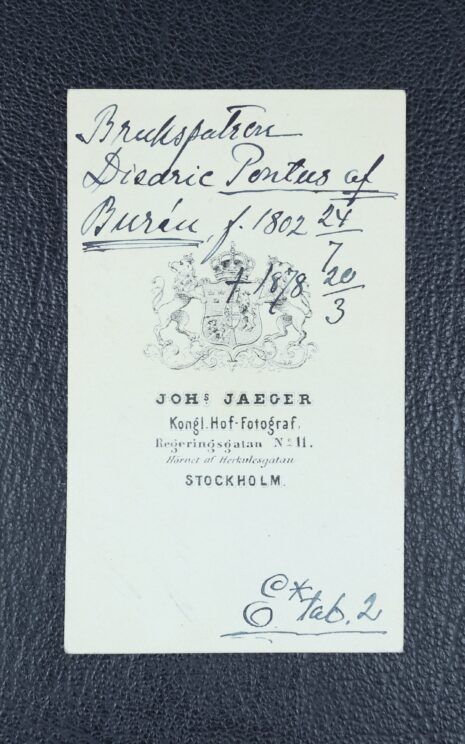 Brukspatron
Didric Pontus af
Burén, f. 1802 24/7
† 1878 20/3
JOHs JAEGER
Kongl. Hof-Fotograf.
Regeringsgatan No 11.
Hörnet af Herkulesgatan
STOCKHOLM.
tab. 2